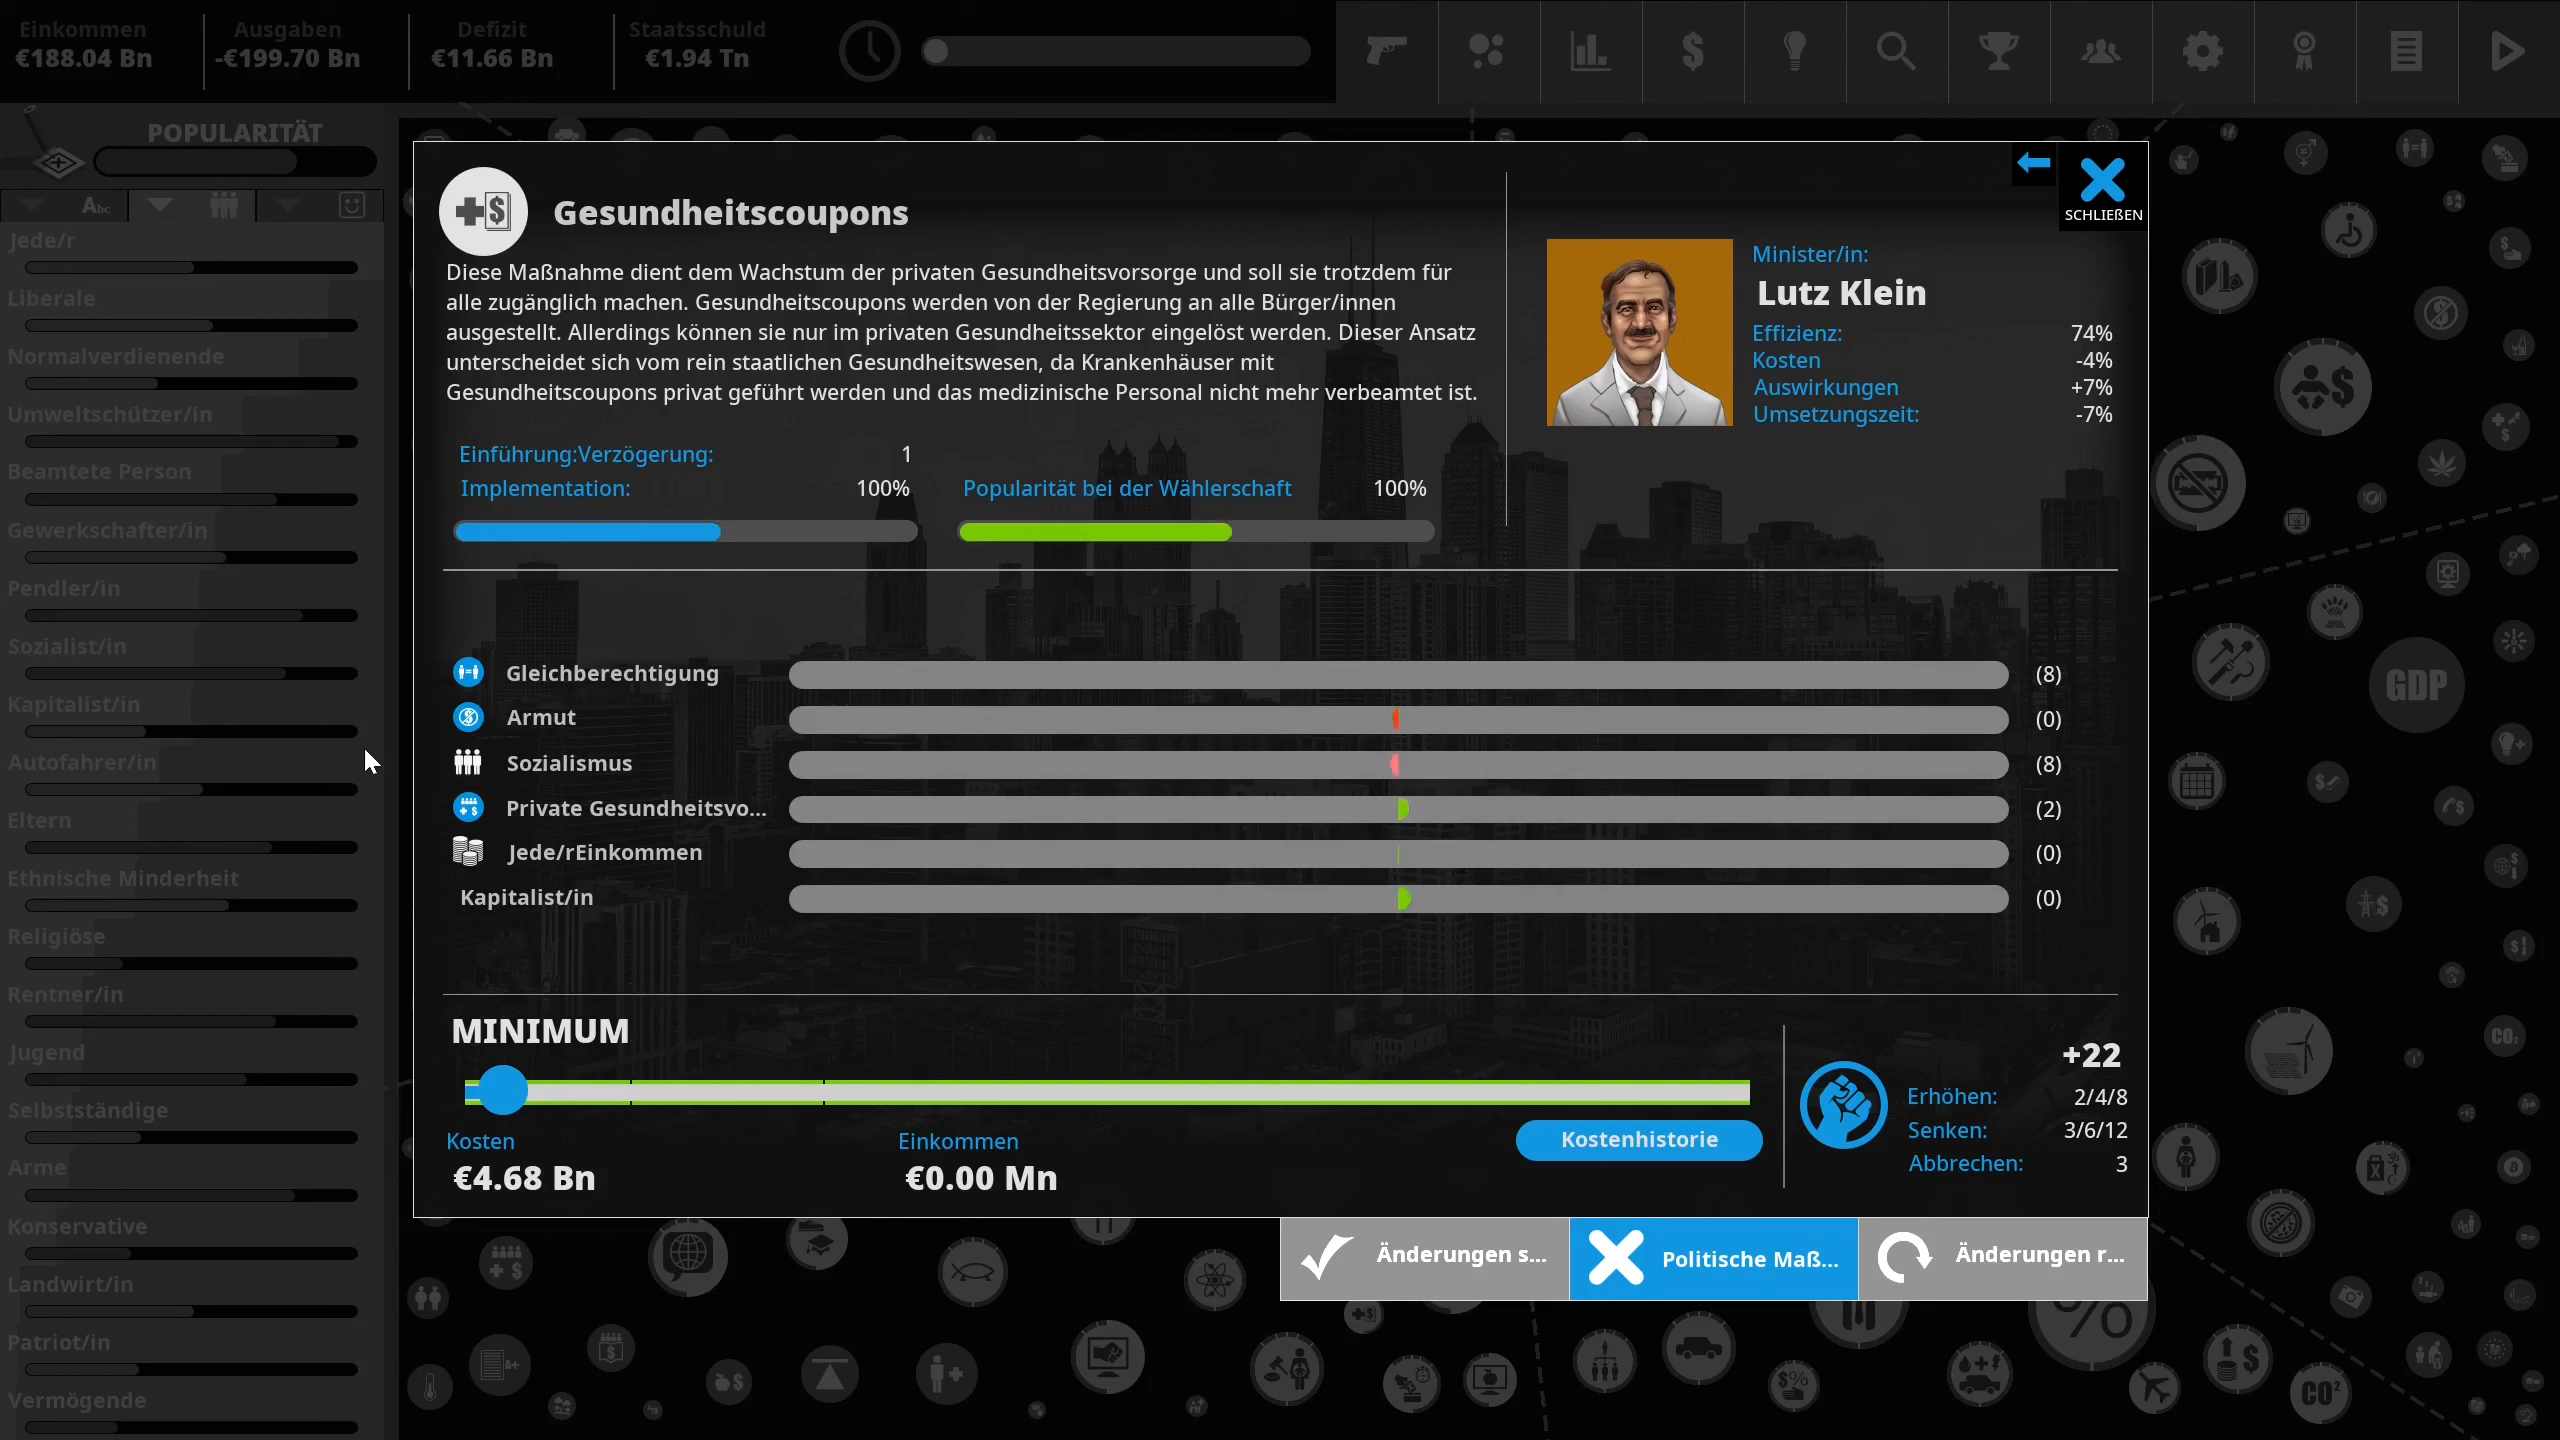 Einkommen
€188.04 Bn
Ausgaben
-€199.70 Bn
Defizit
€11.66 Bn
Staatsschuld
€1.94 Tn
POPULARITÄT
Abc
Jede/r
Liberale
Normalverdienende
Umweltschützer/in
Beamtete Person
Gewerkschafter/in
Pendler/in
Sozialist/in
Kapitalist/in
Autofahrer/in
Eltern
Ethnische Minderheit
Religiöse
Rentner/in
Jugend
Selbstständige
Arme
Konservative
Landwirt/in
Patriot/in
Vermögende
Gesundheitscoupons
Diese Maßnahme dient dem Wachstum der privaten Gesundheitsvorsorge und soll sie trotzdem für
alle zugänglich machen. Gesundheitscoupons werden von der Regierung an alle Bürger/innen
ausgestellt. Allerdings können sie nur im privaten Gesundheitssektor eingelöst werden. Dieser Ansatz
unterscheidet sich vom rein staatlichen Gesundheitswesen, da Krankenhäuser mit
Gesundheitscoupons privat geführt werden und das medizinische Personal nicht mehr verbeamtet ist.
Einführung:Verzögerung: 1
Implementation: 100%
Popularität bei der Wählerschaft 100%
SCHLIEßEN
Minister/in:
Lutz Klein
Effizienz: 74%
Kosten -4%
Auswirkungen +7%
Umsetzungszeit: -7%
Gleichberechtigung (8)
Armut (0)
Sozialismus (8)
Private Gesundheitsvo... (2)
Jede/rEinkommen (0)
Kapitalist/in (0)
MINIMUM
Kosten
€4.68 Bn
Einkommen
€0.00 Mn
Kostenhistorie
+22
Erhöhen: 2/4/8
Senken: 3/6/12
Abbrechen: 3
Änderungen s...
Politische Maß...
Änderungen r...
GDP
CO₂
CO²